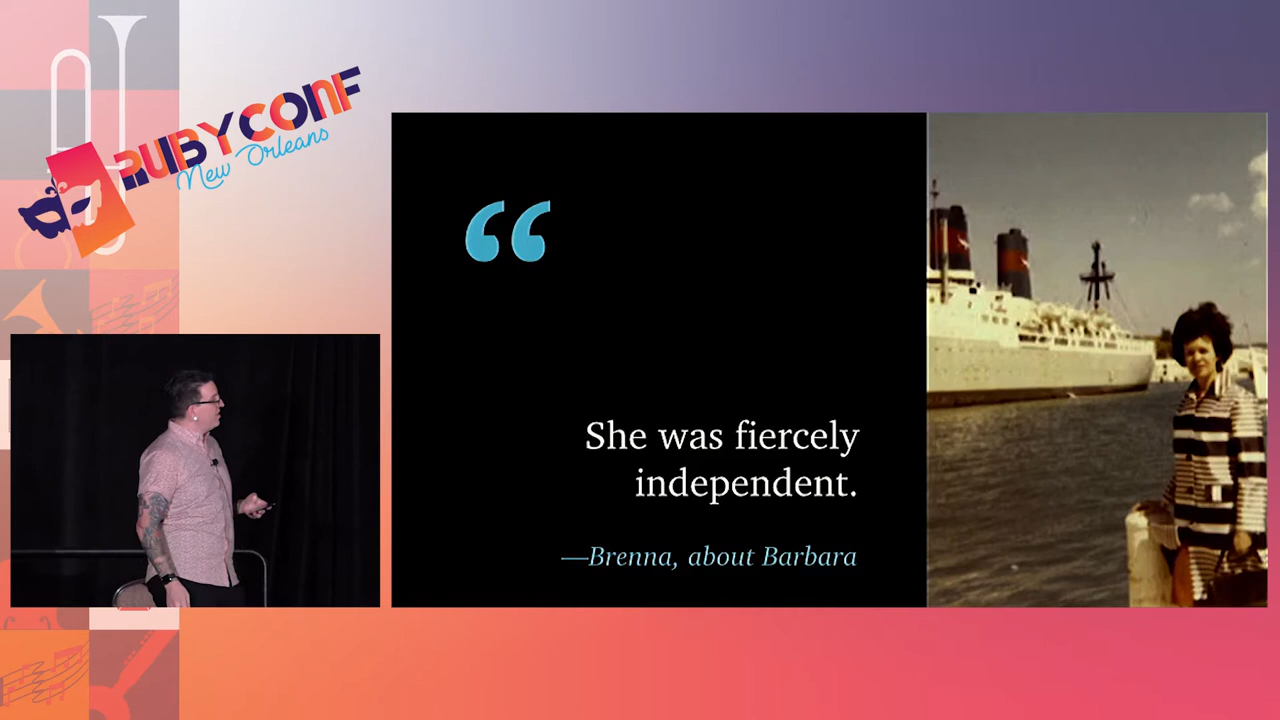 RUBYCONF
New Orleans
“
She was fiercely
independent.
—Brenna, about Barbara